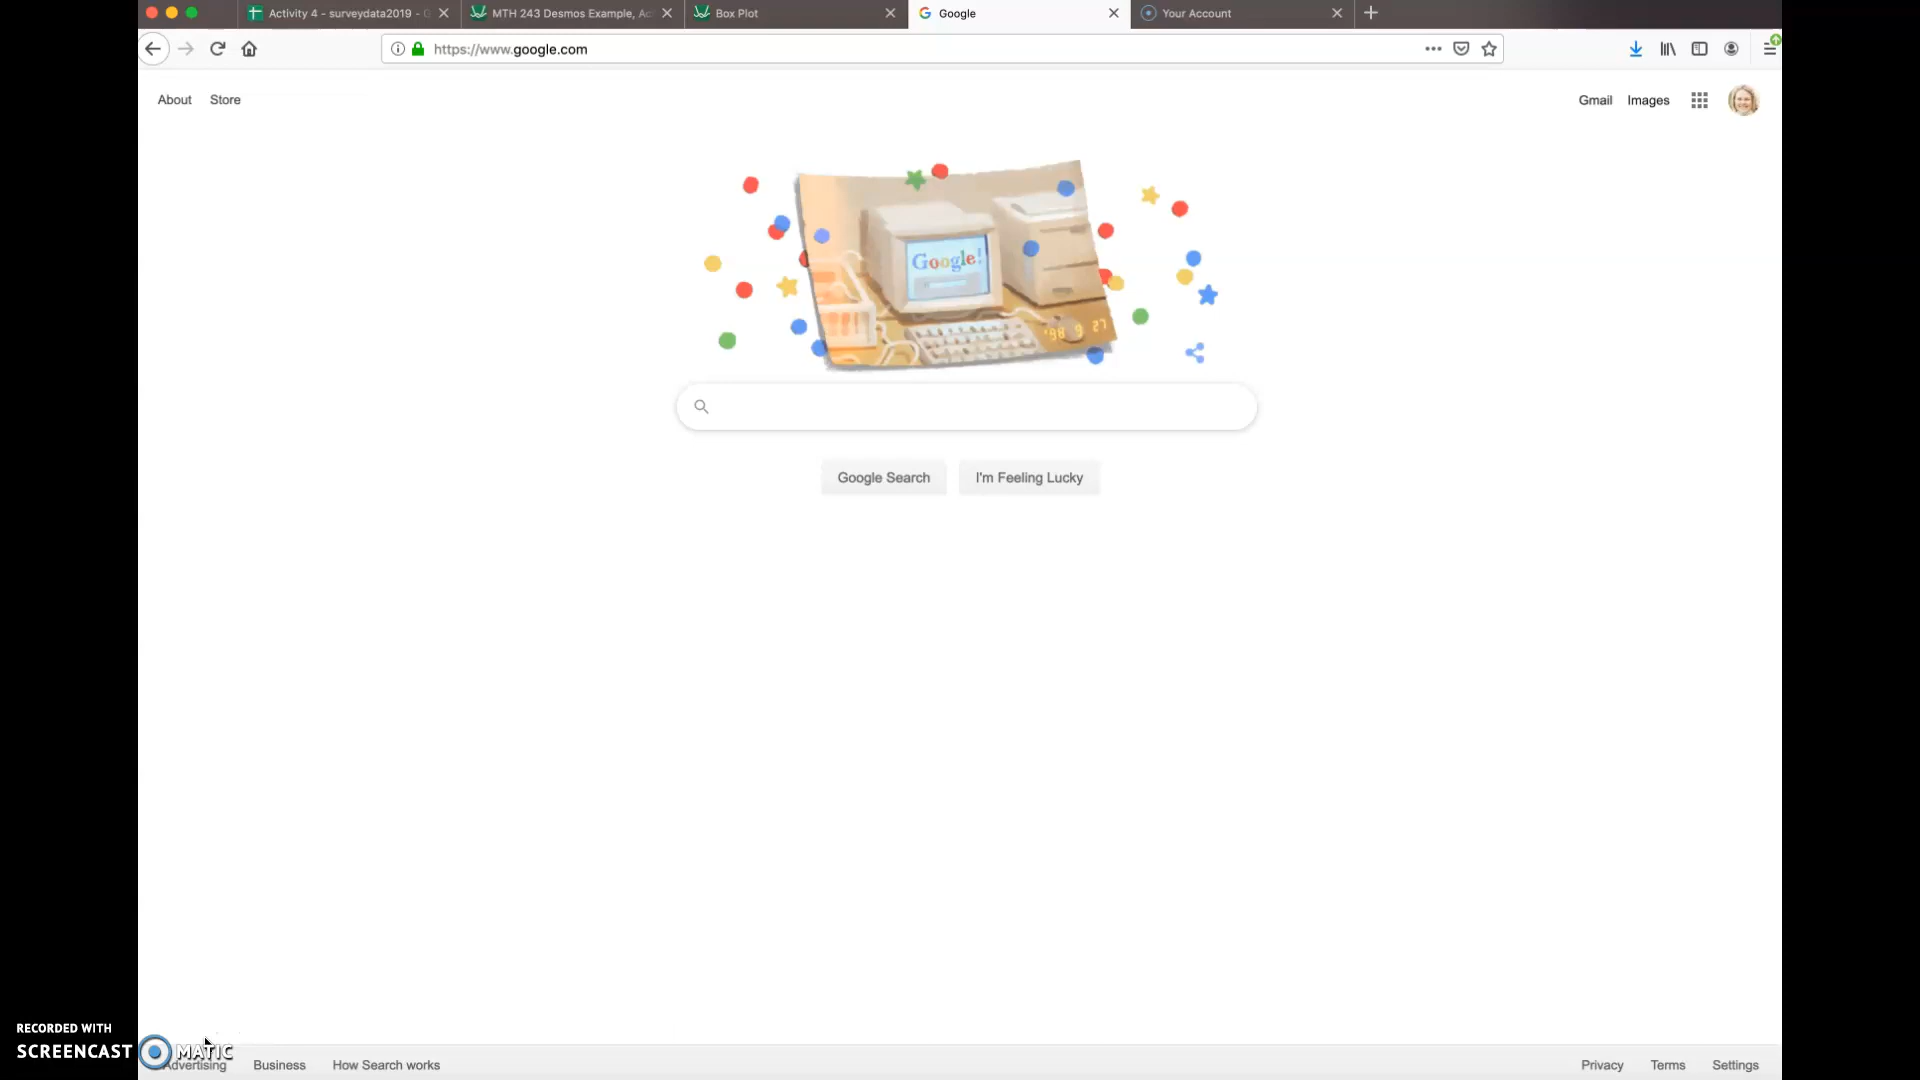 Activity 4 - surveydata2019 - G
MTH 243 Desmos Example, Ac
Box Plot
Google
Your Account
https://www.google.com
About Store
Gmail Images
Google!
'98 9 27
Google Search I'm Feeling Lucky
RECORDED WITH
SCREENCAST MATIC
Advertising Business How Search works
Privacy Terms Settings